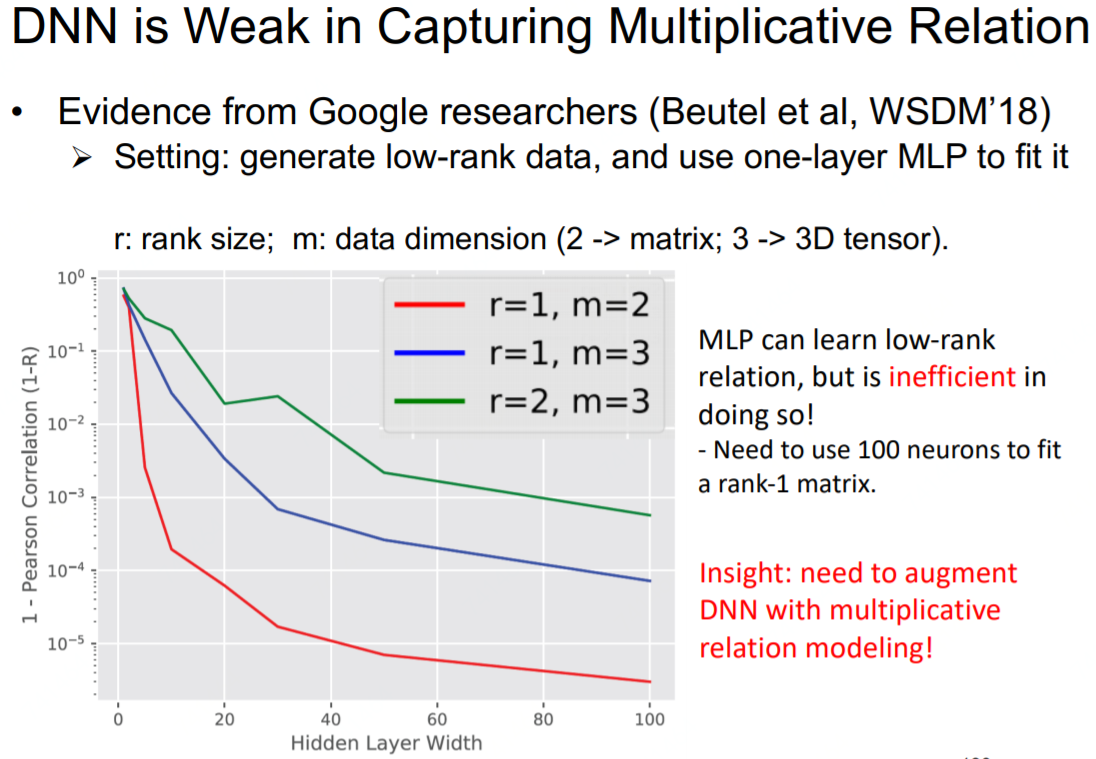 DNN is Weak in Capturing Multiplicative Relation
• Evidence from Google researchers (Beutel et al, WSDM’18)
➢ Setting: generate low-rank data, and use one-layer MLP to fit it
r: rank size; m: data dimension (2 -> matrix; 3 -> 3D tensor).
1 - Pearson Correlation (1-R)
10⁰
10⁻¹
10⁻²
10⁻³
10⁻⁴
10⁻⁵
r=1, m=2
r=1, m=3
r=2, m=3
0 20 40 60 80 100
Hidden Layer Width
MLP can learn low-rank
relation, but is inefficient in
doing so!
- Need to use 100 neurons to fit
a rank-1 matrix.
Insight: need to augment
DNN with multiplicative
relation modeling!